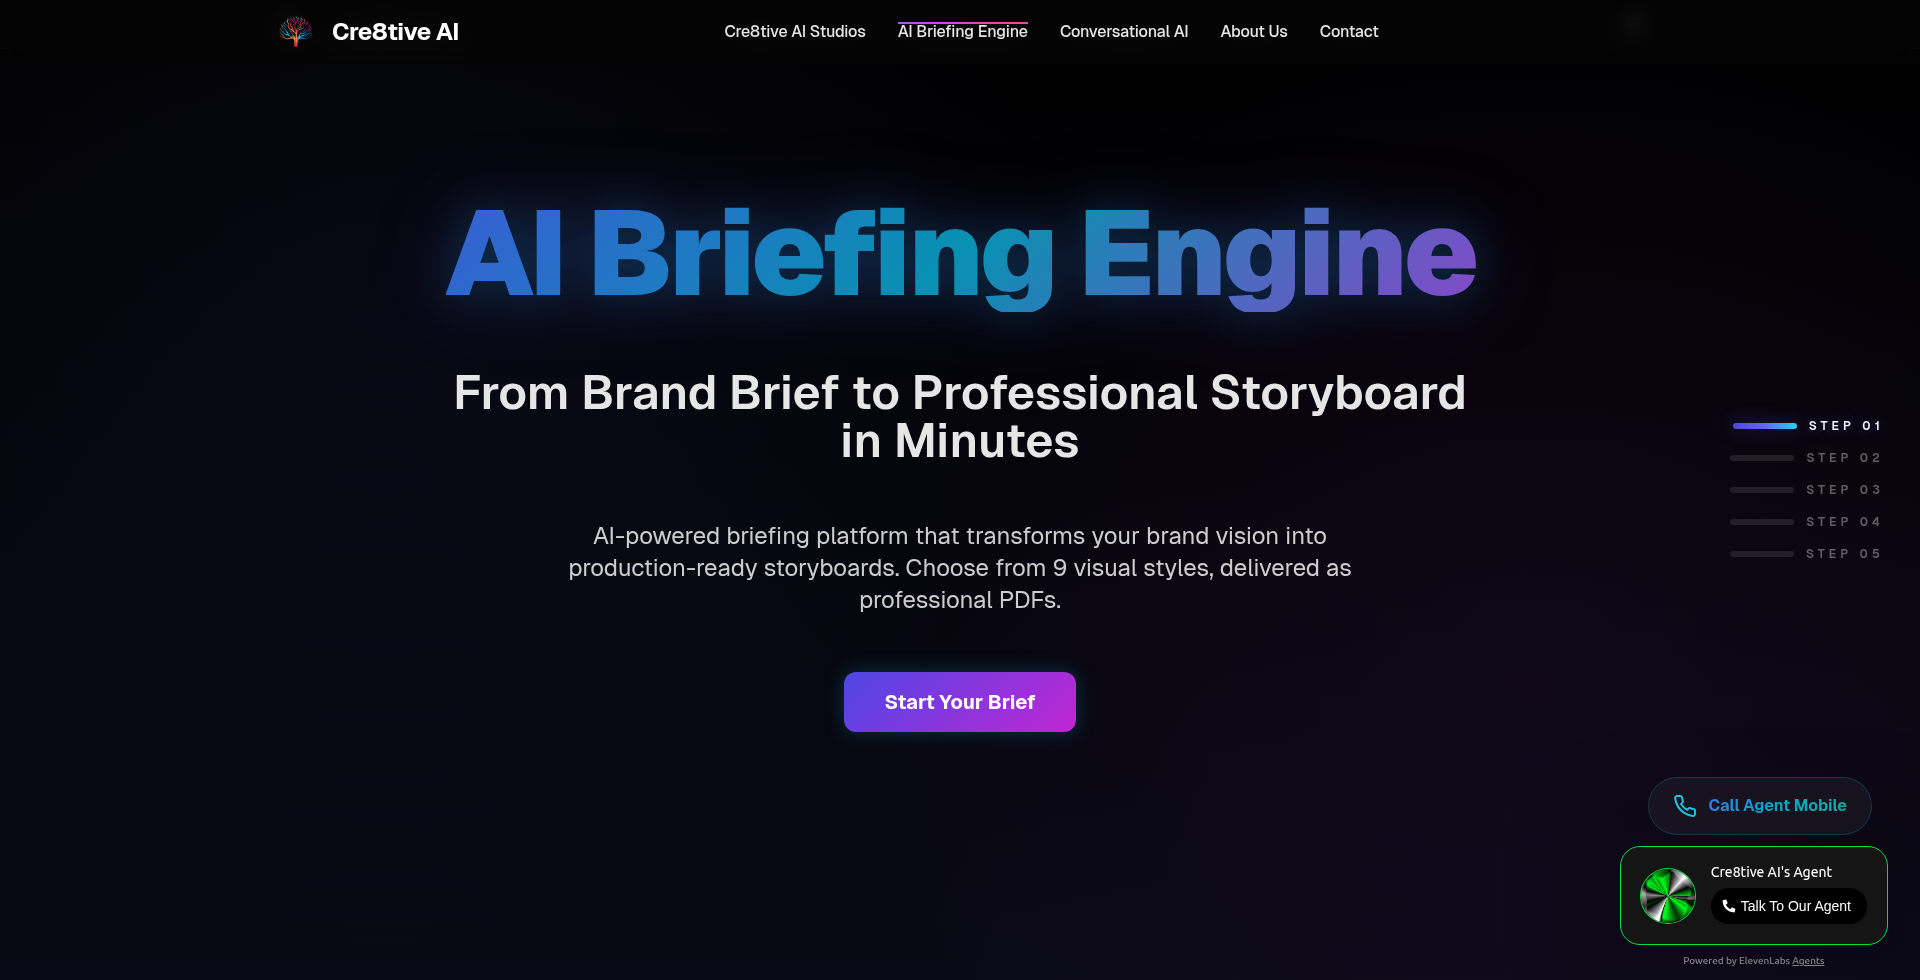 Cre8tive AI
Cre8tive AI Studios
AI Briefing Engine
Conversational AI
About Us
Contact
AI Briefing Engine
From Brand Brief to Professional Storyboard
in Minutes
AI-powered briefing platform that transforms your brand vision into
production-ready storyboards. Choose from 9 visual styles, delivered as
professional PDFs.
Start Your Brief
STEP 01
STEP 02
STEP 03
STEP 04
STEP 05
Call Agent Mobile
Cre8tive AI's Agent
Talk To Our Agent
Powered by ElevenLabs Agents